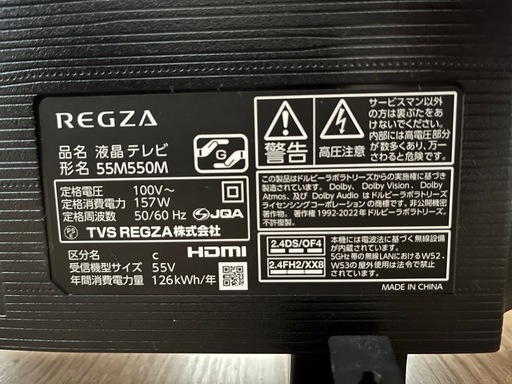 REGZA
品名 液晶テレビ
形名 55M550M
G
定格電圧 100V~
定格消費電力 157W
定格周波数 50/60 Hz JQA
PS
E
TVS REGZA株式会社
HDMI
区分名 c
受信機型サイズ 55V
年間消費電力量 126kWh/年
警告
高圧注意
サービスマン以外
の方は裏ぶたをあ
けないでください。
内部には高電圧部分
が数多くあり、万一
さわると危険です。
この製品はドルビーラボラトリーズからの実施権に基づき
製造されています。Dolby、Dolby Vision、Dolby
Atmos、及び Dolby Audio はドルビーラボラトリーズ
ライセンシングコーポレーションの商標です。非公開機密
著作物。著作権 1992-2022年ドルビーラボラトリーズ。
不許複製。
2.4DS/OF4
2.4FH2/XX8
本機には電波法に基づく無線設備
が内蔵されています。
5GHz帯の無線LANにおけるW52、
W53の屋外使用は法令で禁止
されています。
MADE IN CHINA